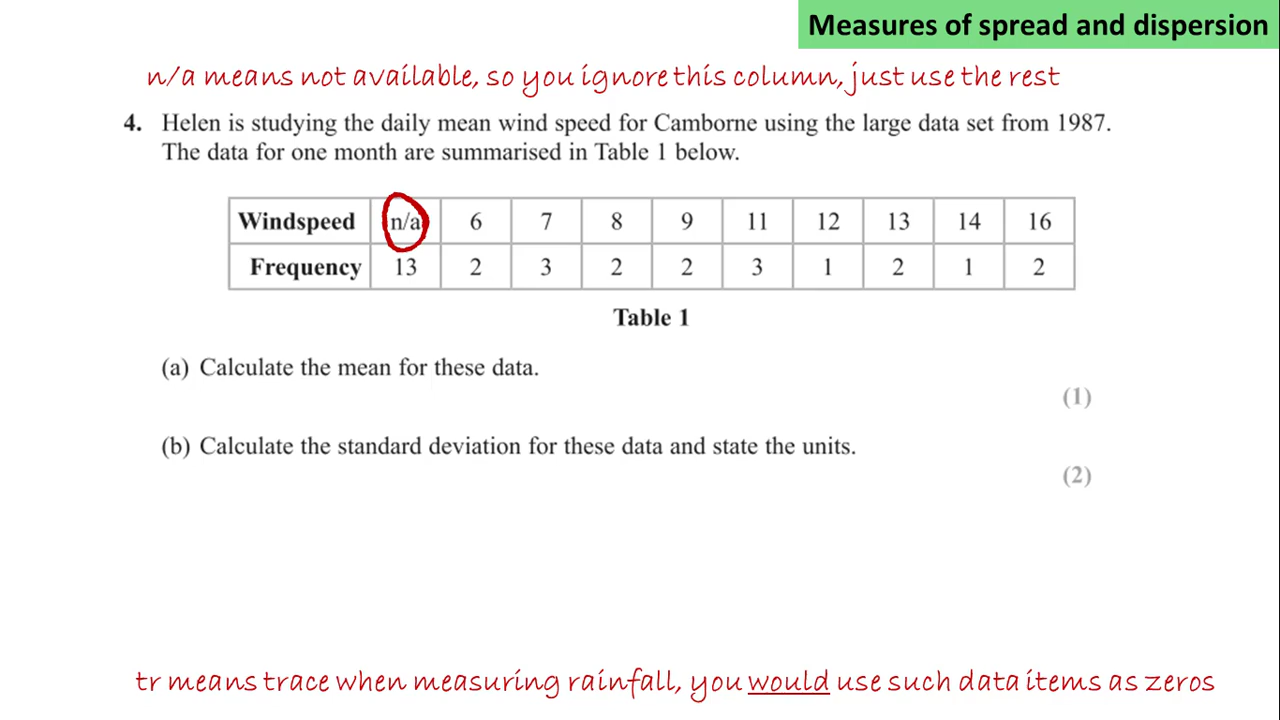 Measures of spread and dispersion
n/a means not available, so you ignore this column, just use the rest
4. Helen is studying the daily mean wind speed for Camborne using the large data set from 1987.
The data for one month are summarised in Table 1 below.
Windspeed n/a 6 7 8 9 11 12 13 14 16
Frequency 13 2 3 2 2 3 1 2 1 2
Table 1
(a) Calculate the mean for these data.
(1)
(b) Calculate the standard deviation for these data and state the units.
(2)
tr means trace when measuring rainfall, you would use such data items as zeros